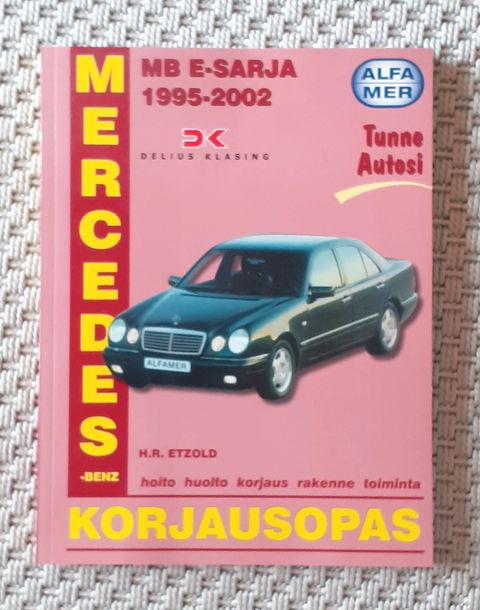 MERCEDES
-BENZ
MB E-SARJA
1995-2002
ALFA
MER
DK
DELIUS KLASING
Tunne
Autosi
ALFAMER
H.R. ETZOLD
hoito huolto korjaus rakenne toiminta
KORJAUSOPAS